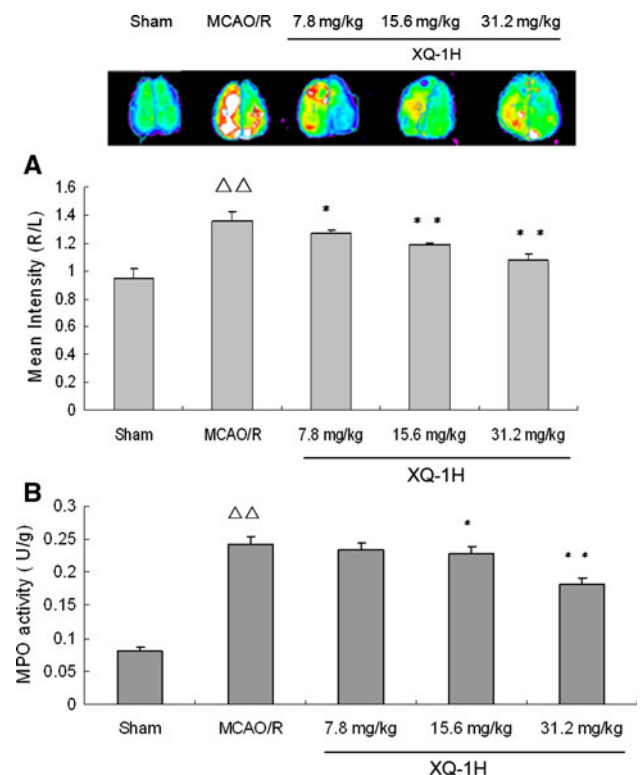 Sham MCAO/R 7.8 mg/kg 15.6 mg/kg 31.2 mg/kg
XQ-1H
A
Mean Intensity (R/L)
1.6
1.4
1.2
1
0.8
0.6
0.4
0.2
0
△△
*
* *
* *
Sham MCAO/R 7.8 mg/kg 15.6 mg/kg 31.2 mg/kg
XQ-1H
B
MPO activity ( U/g)
0.3
0.25
0.2
0.15
0.1
0.05
0
△△
*
* *
Sham MCAO/R 7.8 mg/kg 15.6 mg/kg 31.2 mg/kg
XQ-1H